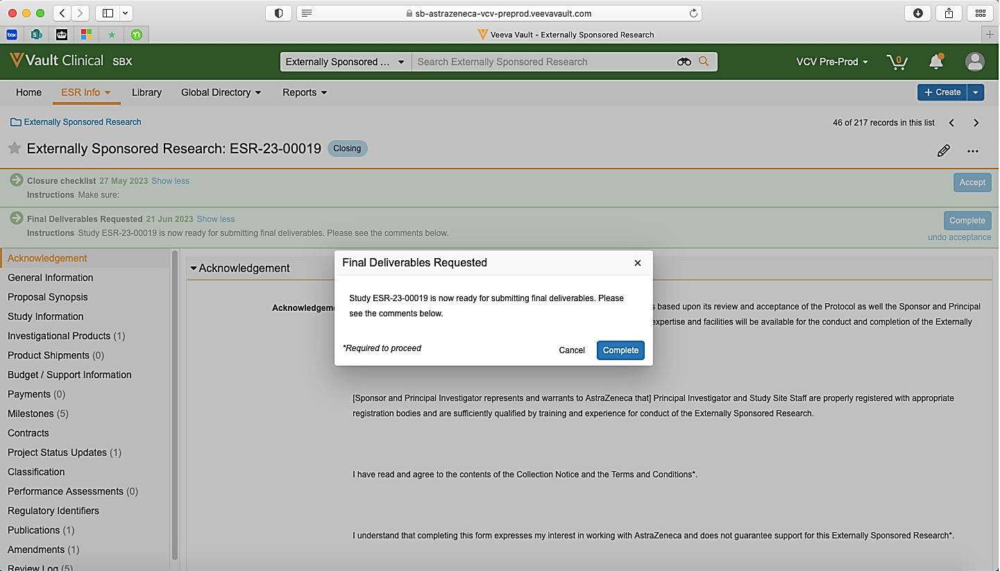 sb-astrazeneca-vcv-preprod.veevavault.com
box
Veeva Vault - Externally Sponsored Research
Vault Clinical SBX
Externally Sponsored ...
Search Externally Sponsored Research
VCV Pre-Prod
0
Home
ESR Info
Library
Global Directory
Reports
+ Create
Externally Sponsored Research
46 of 217 records in this list
Externally Sponsored Research: ESR-23-00019
Closing
Closure checklist 27 May 2023 Show less
Instructions Make sure:
Accept
Final Deliverables Requested 21 Jun 2023 Show less
Instructions Study ESR-23-00019 is now ready for submitting final deliverables. Please see the comments below.
Complete
undo acceptance
Acknowledgement
General Information
Proposal Synopsis
Study Information
Investigational Products (1)
Product Shipments (0)
Budget / Support Information
Payments (0)
Milestones (5)
Contracts
Project Status Updates (1)
Classification
Performance Assessments (0)
Regulatory Identifiers
Publications (1)
Amendments (1)
Review Log (5)
Acknowledgement
Final Deliverables Requested
Study ESR-23-00019 is now ready for submitting final deliverables. Please
see the comments below.
*Required to proceed
Cancel
Complete
based upon its review and acceptance of the Protocol as well the Sponsor and Principal
expertise and facilities will be available for the conduct and completion of the Externally
[Sponsor and Principal Investigator represents and warrants to AstraZeneca that] Principal Investigator and Study Site Staff are properly registered with appropriate
registration bodies and are sufficiently qualified by training and experience for conduct of the Externally Sponsored Research.
I have read and agree to the contents of the Collection Notice and the Terms and Conditions*.
I understand that completing this form expresses my interest in working with AstraZeneca and does not guarantee support for this Externally Sponsored Research*.